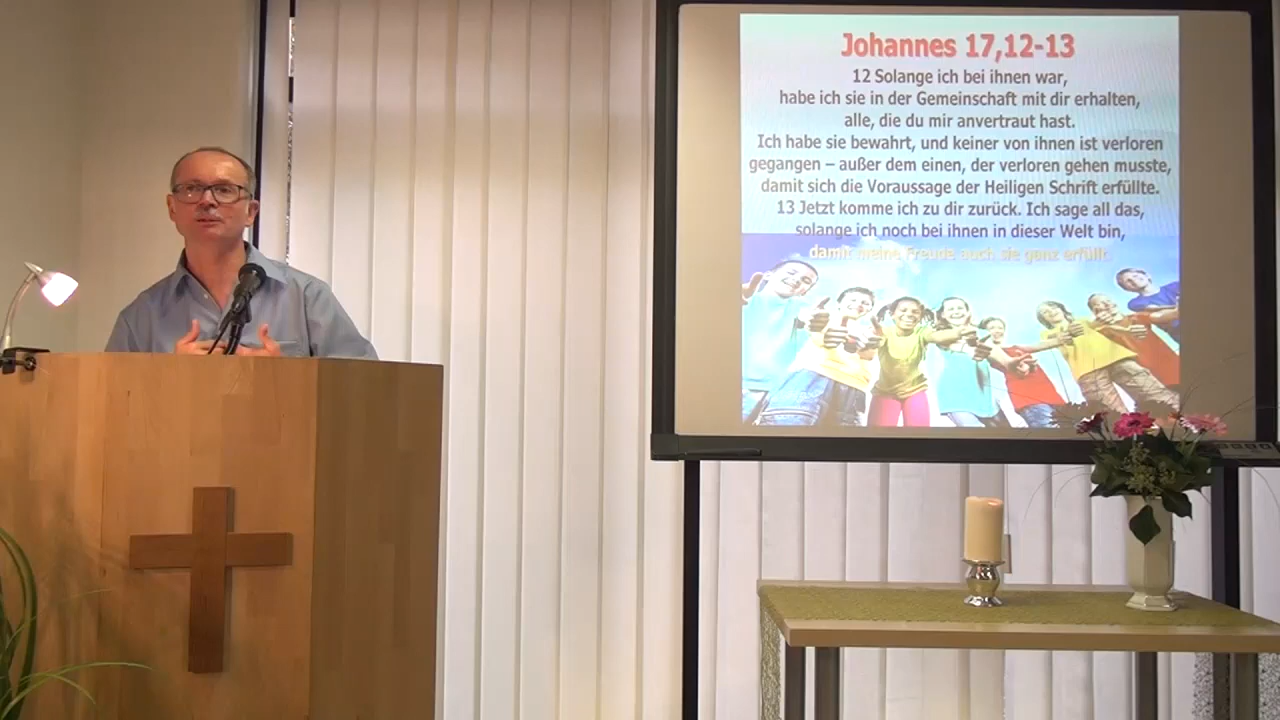 Johannes 17,12-13
12 Solange ich bei ihnen war,
habe ich sie in der Gemeinschaft mit dir erhalten,
alle, die du mir anvertraut hast.
Ich habe sie bewahrt, und keiner von ihnen ist verloren
gegangen – außer dem einen, der verloren gehen musste,
damit sich die Voraussage der Heiligen Schrift erfüllte.
13 Jetzt komme ich zu dir zurück. Ich sage all das,
solange ich noch bei ihnen in dieser Welt bin,
damit meine Freude auch sie ganz erfüllt.